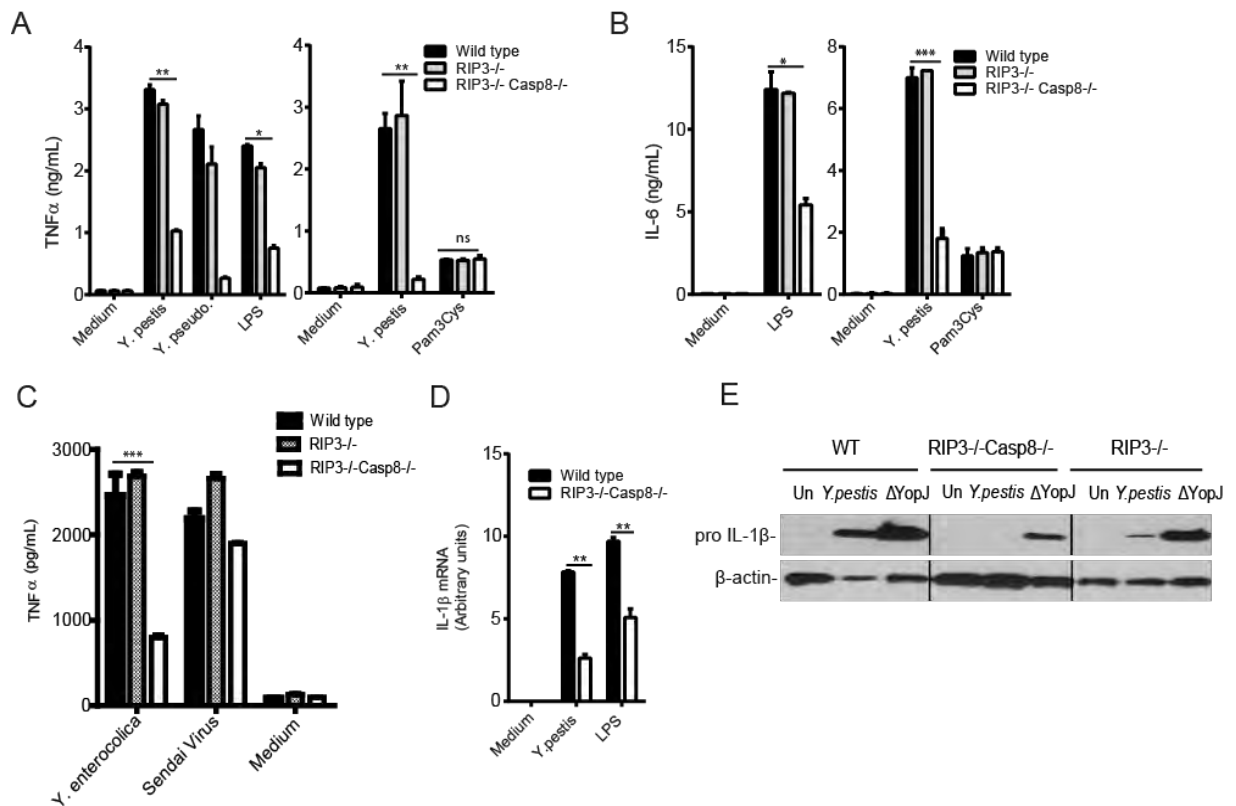 A
TNFα (ng/mL)
4
3
2
1
0
**
*
Medium
Y. pestis
Y. pseudo.
LPS
4
3
2
1
0
**
ns
Medium
Y. pestis
Pam3Cys
Wild type
RIP3-/-
RIP3-/- Casp8-/-
B
IL-6 (ng/mL)
15
10
5
0
*
Medium
LPS
8
6
4
2
0
***
Medium
Y. pestis
Pam3Cys
Wild type
RIP3-/-
RIP3-/- Casp8-/-
C
TNF α (pg/mL)
3000
2000
1000
0
***
Y. enterocolica
Sendai Virus
Medium
Wild type
RIP3-/-
RIP3-/-Casp8-/-
D
IL-1β mRNA
(Arbitrary units)
15
10
5
0
**
**
Medium
Y.pestis
LPS
Wild type
RIP3-/-Casp8-/-
E
WT RIP3-/-Casp8-/- RIP3-/-
Un Y.pestis ΔYopJ Un Y.pestis ΔYopJ Un Y.pestis ΔYopJ
pro IL-1β-
β-actin-